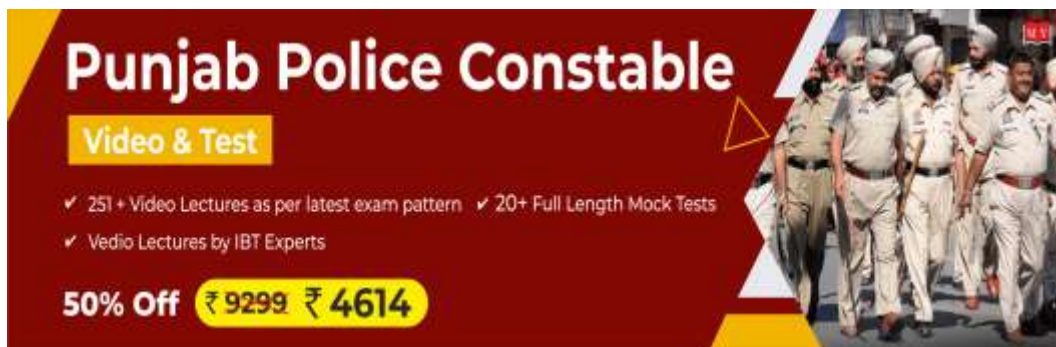 Punjab Police Constable
Video & Test
✔ 251 + Video Lectures as per latest exam pattern ✔ 20+ Full Length Mock Tests
✔ Vedio Lectures by IBT Experts
50% Off ₹ 9299 ₹ 4614